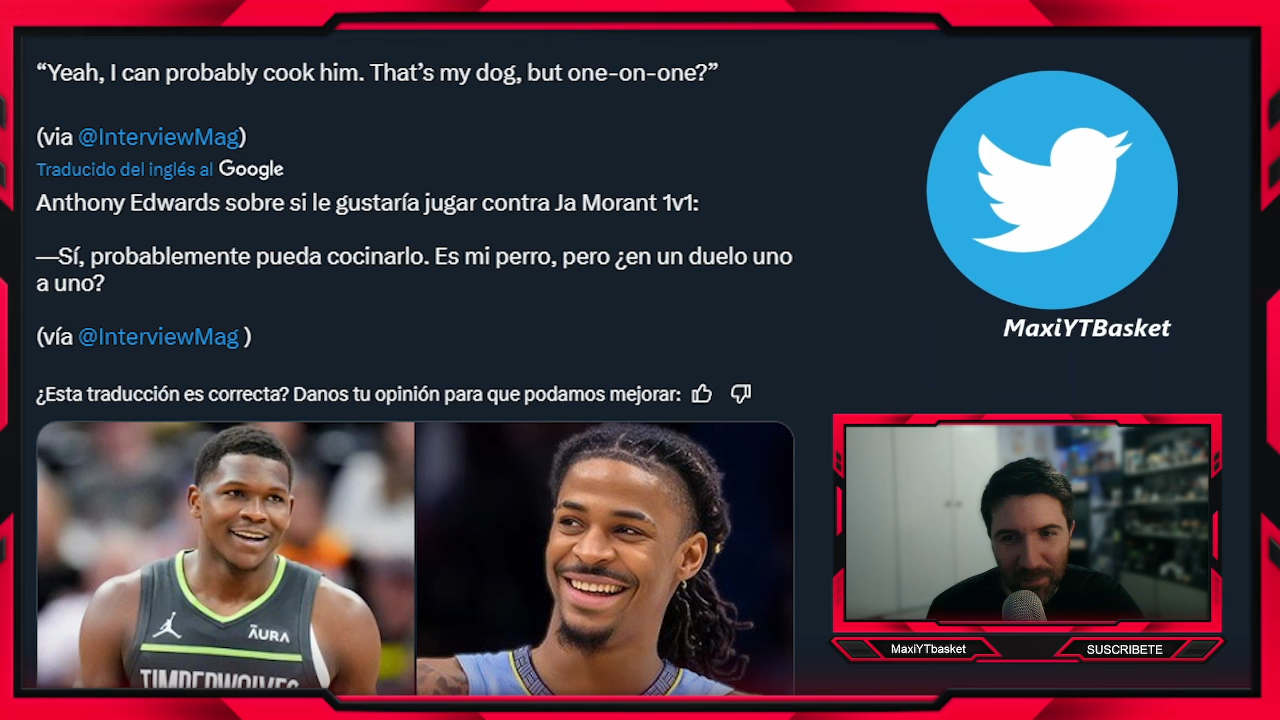 “Yeah, I can probably cook him. That’s my dog, but one-on-one?”
(via @InterviewMag)
Traducido del inglés al Google
Anthony Edwards sobre si le gustaría jugar contra Ja Morant 1v1:
—Sí, probablemente pueda cocinarlo. Es mi perro, pero ¿en un duelo uno
a uno?
(vía @InterviewMag )
¿Esta traducción es correcta? Danos tu opinión para que podamos mejorar:
MaxiYTBasket
ĀURA
TIMBERWOLVES
MaxiYTbasket
SUSCRIBETE